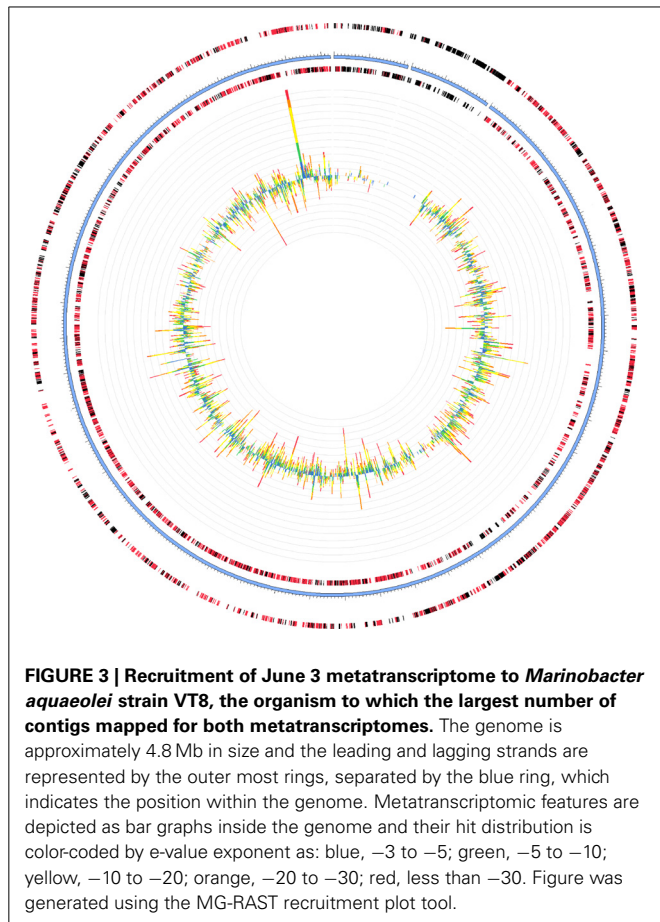 FIGURE 3 | Recruitment of June 3 metatranscriptome to Marinobacter
aquaeolei strain VT8, the organism to which the largest number of
contigs mapped for both metatranscriptomes. The genome is
approximately 4.8 Mb in size and the leading and lagging strands are
represented by the outer most rings, separated by the blue ring, which
indicates the position within the genome. Metatranscriptomic features are
depicted as bar graphs inside the genome and their hit distribution is
color-coded by e-value exponent as: blue, −3 to −5; green, −5 to −10;
yellow, −10 to −20; orange, −20 to −30; red, less than −30. Figure was
generated using the MG-RAST recruitment plot tool.